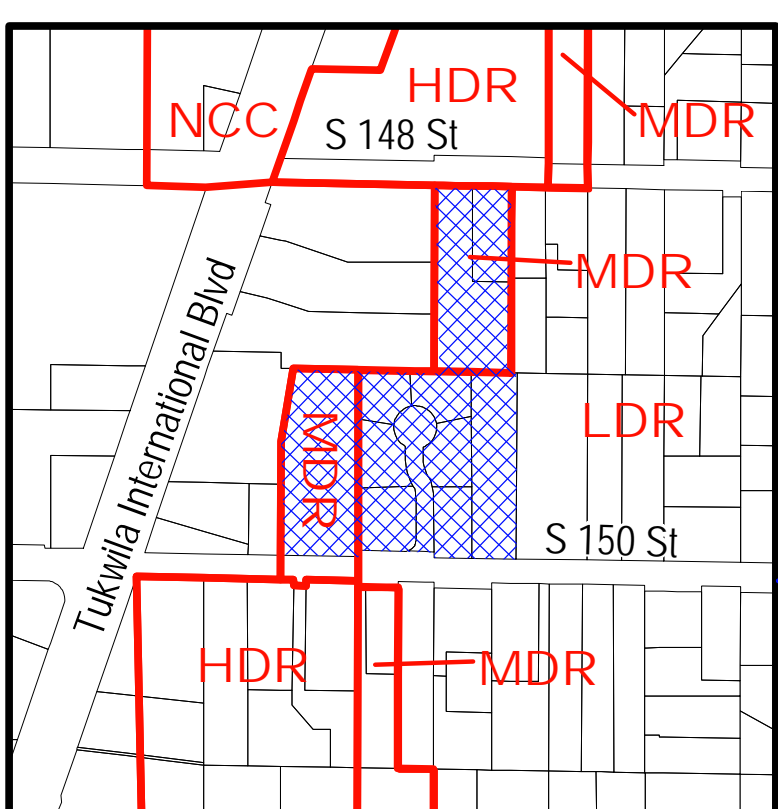 HDR
NCC
MDR
S 148 St
MDR
Tukwila International Blvd
LDR
MDR
S 150 St
HDR
MDR